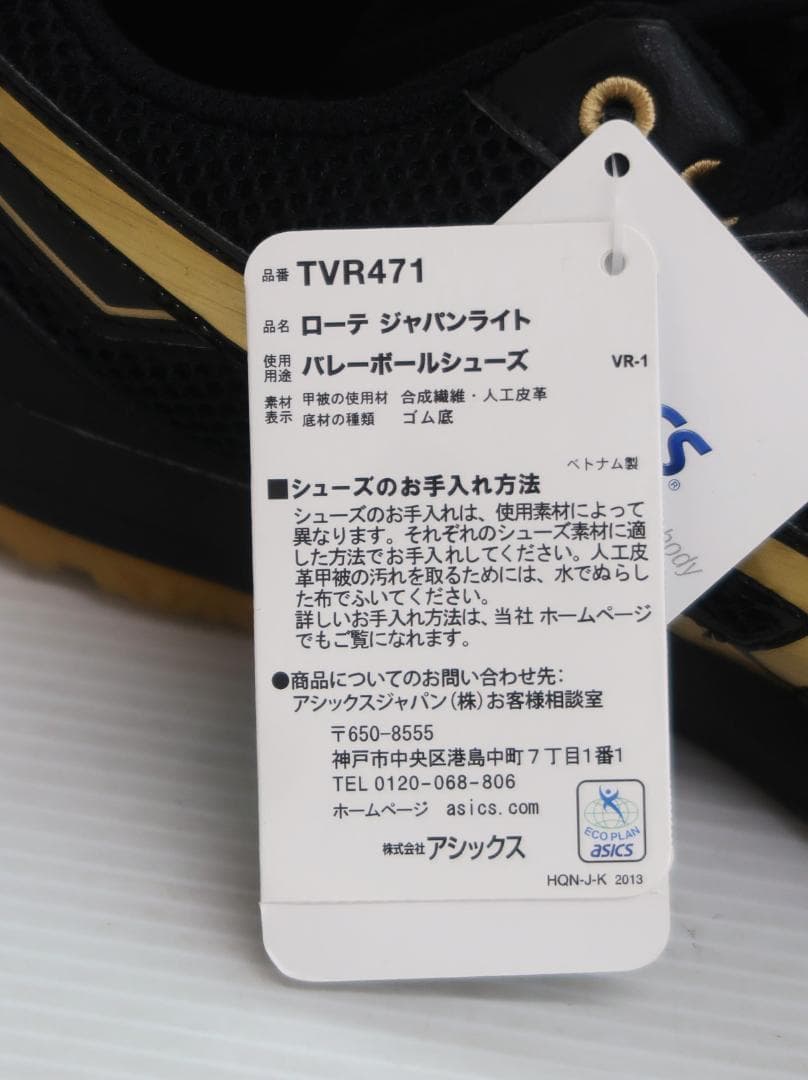 品番 TVR471
品名 ローテ ジャパンライト
使用用途 バレーボールシューズ VR-1
素材表示 甲被の使用材 合成繊維・人工皮革
底材の種類 ゴム底
ベトナム製
■シューズのお手入れ方法
シューズのお手入れは、使用素材によって
異なります。それぞれのシューズ素材に適
した方法でお手入れしてください。人工皮
革甲被の汚れを取るためには、水でぬらし
た布でふいてください。
詳しいお手入れ方法は、当社 ホームページ
でもご覧になれます。
●商品についてのお問い合わせ先:
アシックスジャパン(株)お客様相談室
〒650-8555
神戸市中央区港島中町7丁目1番1
TEL 0120-068-806
ホームページ asics.com
株式会社アシックス
ECO PLAN
asics
HQN-J-K 2013
cs
®
body